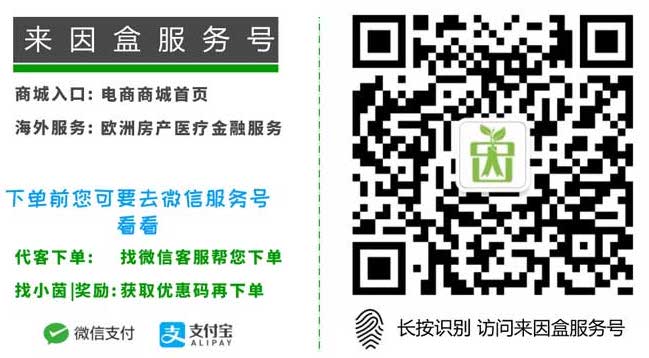 来因盒服务号
商城入口: 电商商城首页
海外服务: 欧洲房产医疗金融服务
下单前您可要去微信服务号
看看
代客下单: 找微信客服帮您下单
找小茵|奖励: 获取优惠码再下单
微信支付
支付宝
ALIPAY
因
长按识别 访问来因盒服务号